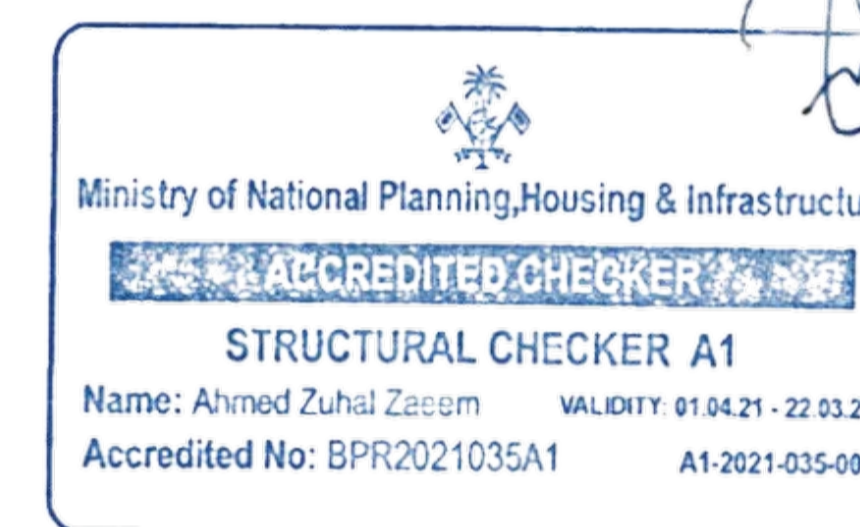 Ministry of National Planning,Housing & Infrastructu
ACCREDITED CHECKER
STRUCTURAL CHECKER A1
Name: Ahmed Zuhal Zaeem
VALIDITY: 01.04.21 - 22.03.2
Accredited No: BPR2021035A1
A1-2021-035-00